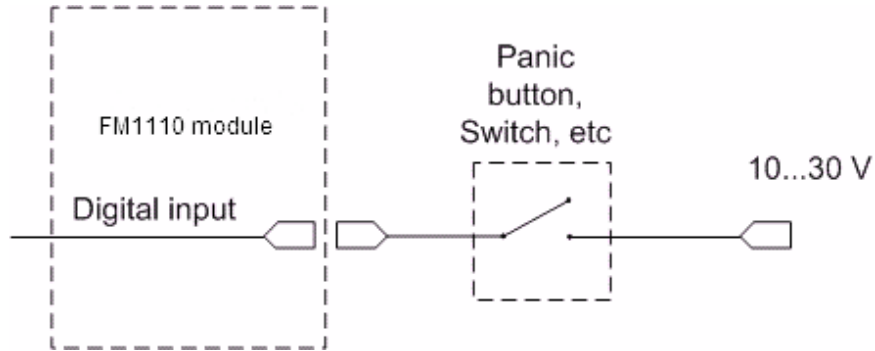 FM1110 module
Digital input
Panic
button,
Switch, etc
10...30 V